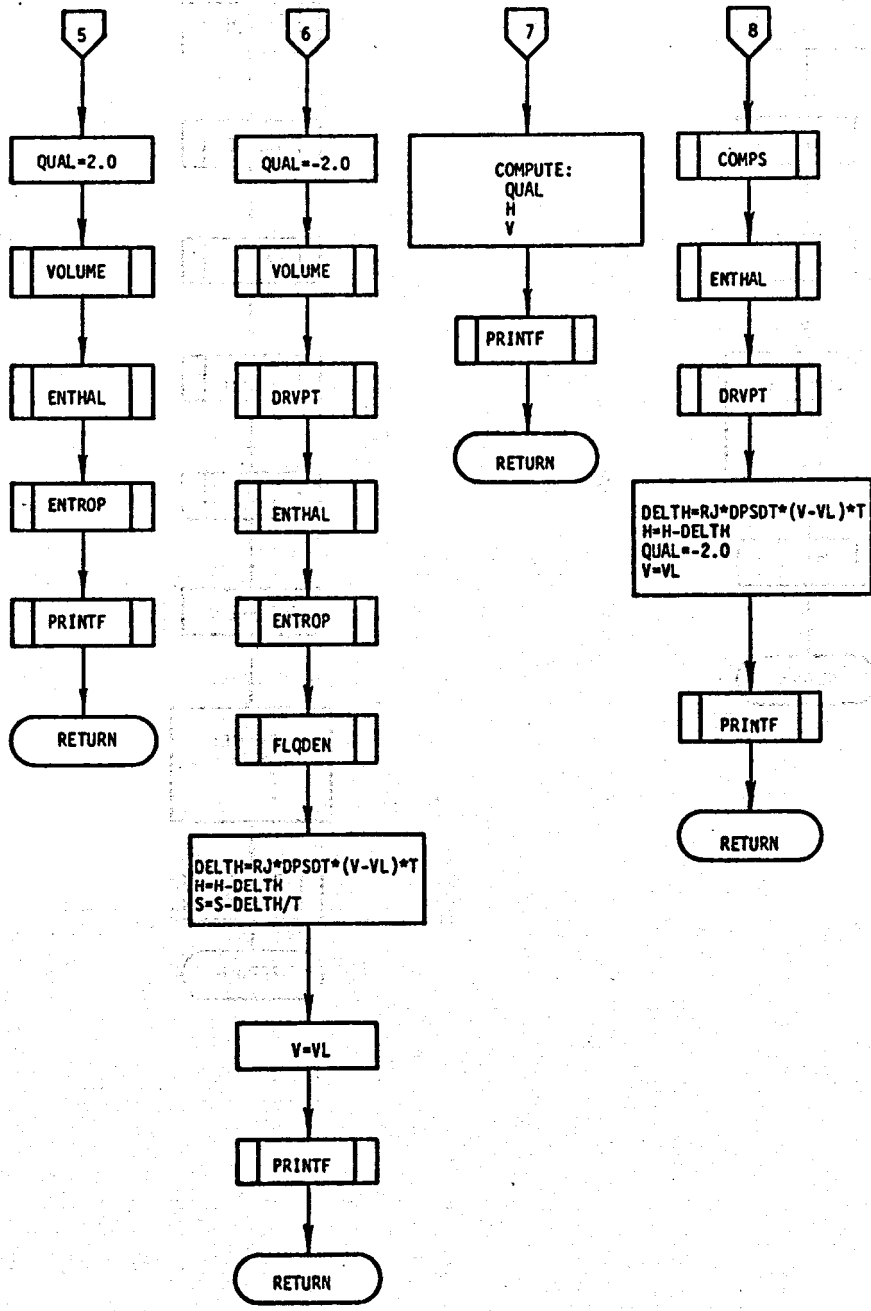 5
QUAL=2.0
VOLUME
ENTHAL
ENTROP
PRINTF
RETURN
6
QUAL=-2.0
VOLUME
DRVPT
ENTHAL
ENTROP
FLQDEN
DELTH=RJ*DPSDT*(V-VL)*T
H=H-DELTH
S=S-DELTH/T
V=VL
PRINTF
RETURN
7
COMPUTE:
QUAL
H
V
PRINTF
RETURN
8
COMPS
ENTHAL
DRVPT
DELTH=RJ*DPSDT*(V-VL)*T
H=H-DELTH
QUAL=-2.0
V=VL
PRINTF
RETURN